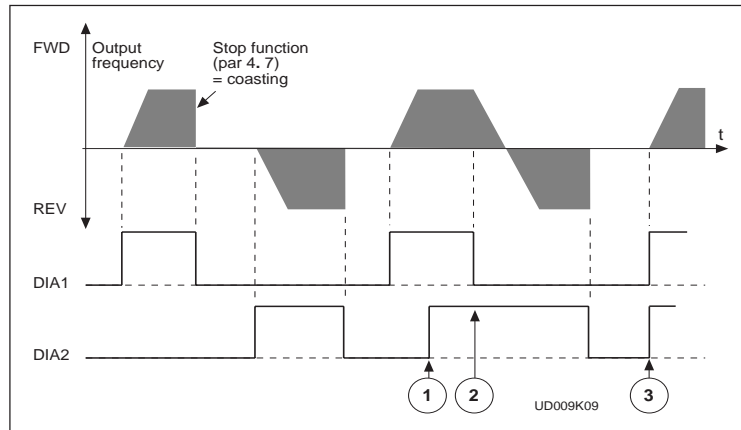 FWD
Output
frequency
Stop function
(par 4. 7)
= coasting
t
REV
DIA1
DIA2
1
2
3
UD009K09